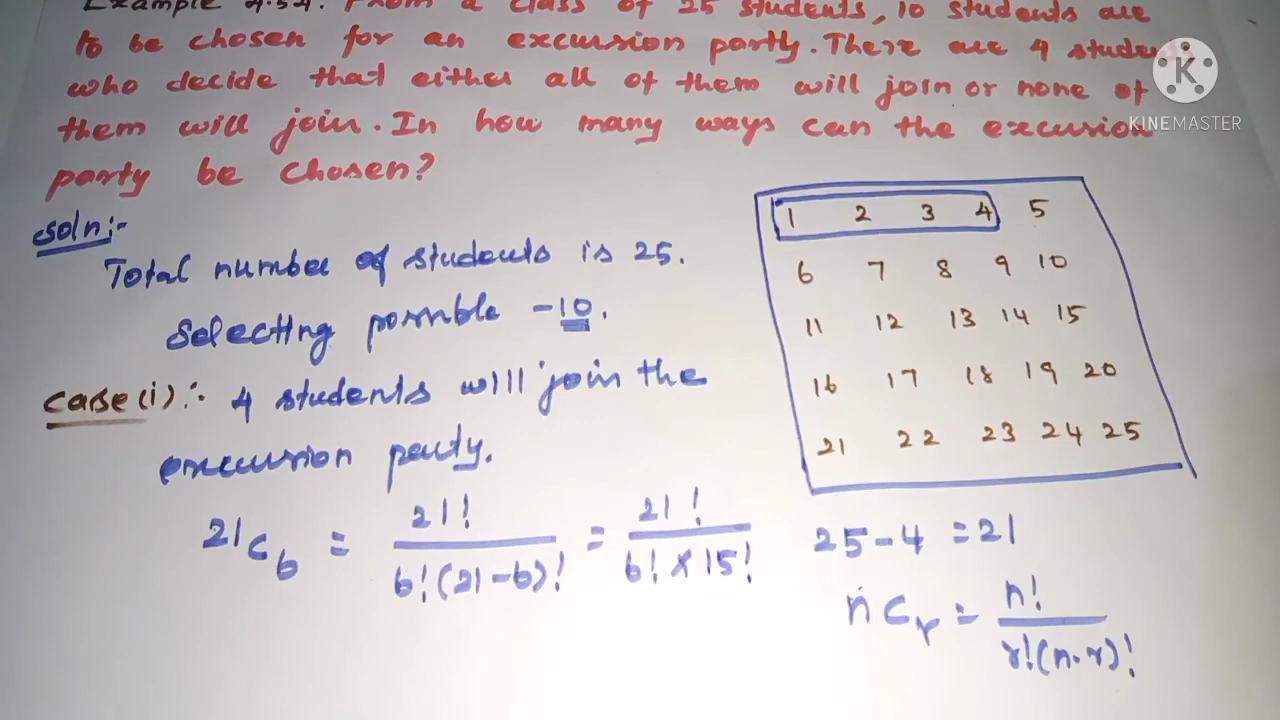 Example 4.54. From a class of 25 students, 10 students are
to be chosen for an excursion party. There are 4 students
who decide that either all of them will join or none of
them will join. In how many ways can the excursion
party be chosen?
K
KINEMASTER
Soln:-
Total number of students is 25.
Selecting possible - 10.
Case(i):- 4 students will join the
excursion party.
21C6 = 21! / 6!(21-6)! = 21! / 6! × 15!
1 2 3 4 5
6 7 8 9 10
11 12 13 14 15
16 17 18 19 20
21 22 23 24 25
25-4 = 21
nCr = n! / r!(n-r)!